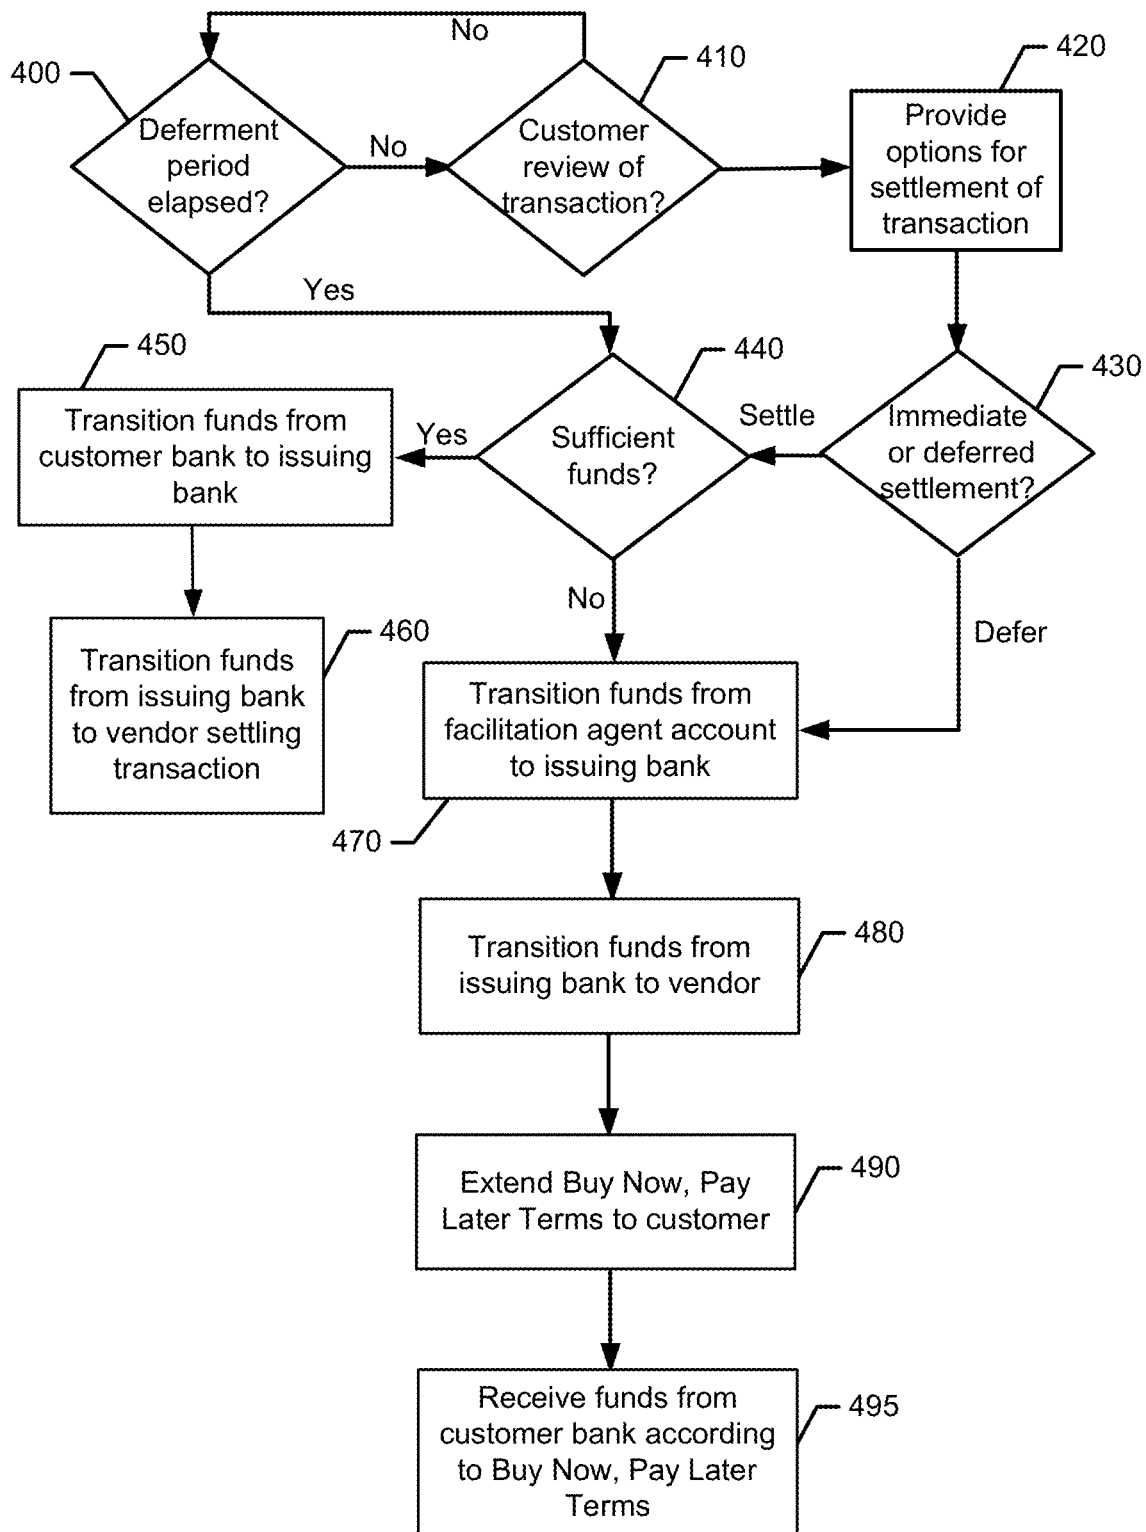 No
400
410
420
Deferment
period
elapsed?
No
Customer
review of
transaction?
Provide
options for
settlement of
transaction
Yes
450
440
430
Transition funds from
customer bank to issuing
bank
Yes
Sufficient
funds?
Settle
Immediate
or deferred
settlement?
No
Defer
460
Transition funds
from issuing bank
to vendor settling
transaction
Transition funds from
facilitation agent account
to issuing bank
470
Transition funds from
issuing bank to vendor
480
Extend Buy Now, Pay
Later Terms to customer
490
Receive funds from
customer bank according
to Buy Now, Pay Later
Terms
495